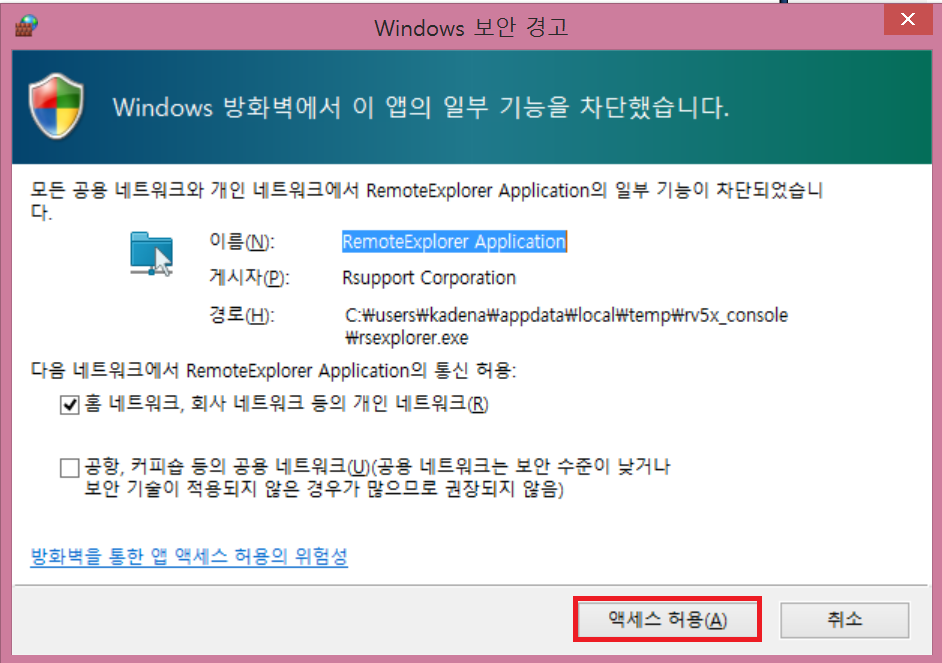 Windows 보안 경고
Windows 방화벽에서 이 앱의 일부 기능을 차단했습니다.
모든 공용 네트워크와 개인 네트워크에서 RemoteExplorer Application의 일부 기능이 차단되었습니
다.
이름(N): RemoteExplorer Application
게시자(P): Rsupport Corporation
경로(H): C:₩users₩kadena₩appdata₩local₩temp₩rv5x_console
₩rsexplorer.exe
다음 네트워크에서 RemoteExplorer Application의 통신 허용:
홈 네트워크, 회사 네트워크 등의 개인 네트워크(R)
공항, 커피숍 등의 공용 네트워크(U)(공용 네트워크는 보안 수준이 낮거나
보안 기술이 적용되지 않은 경우가 많으므로 권장되지 않음)
방화벽을 통한 앱 액세스 허용의 위험성
액세스 허용(A) 취소